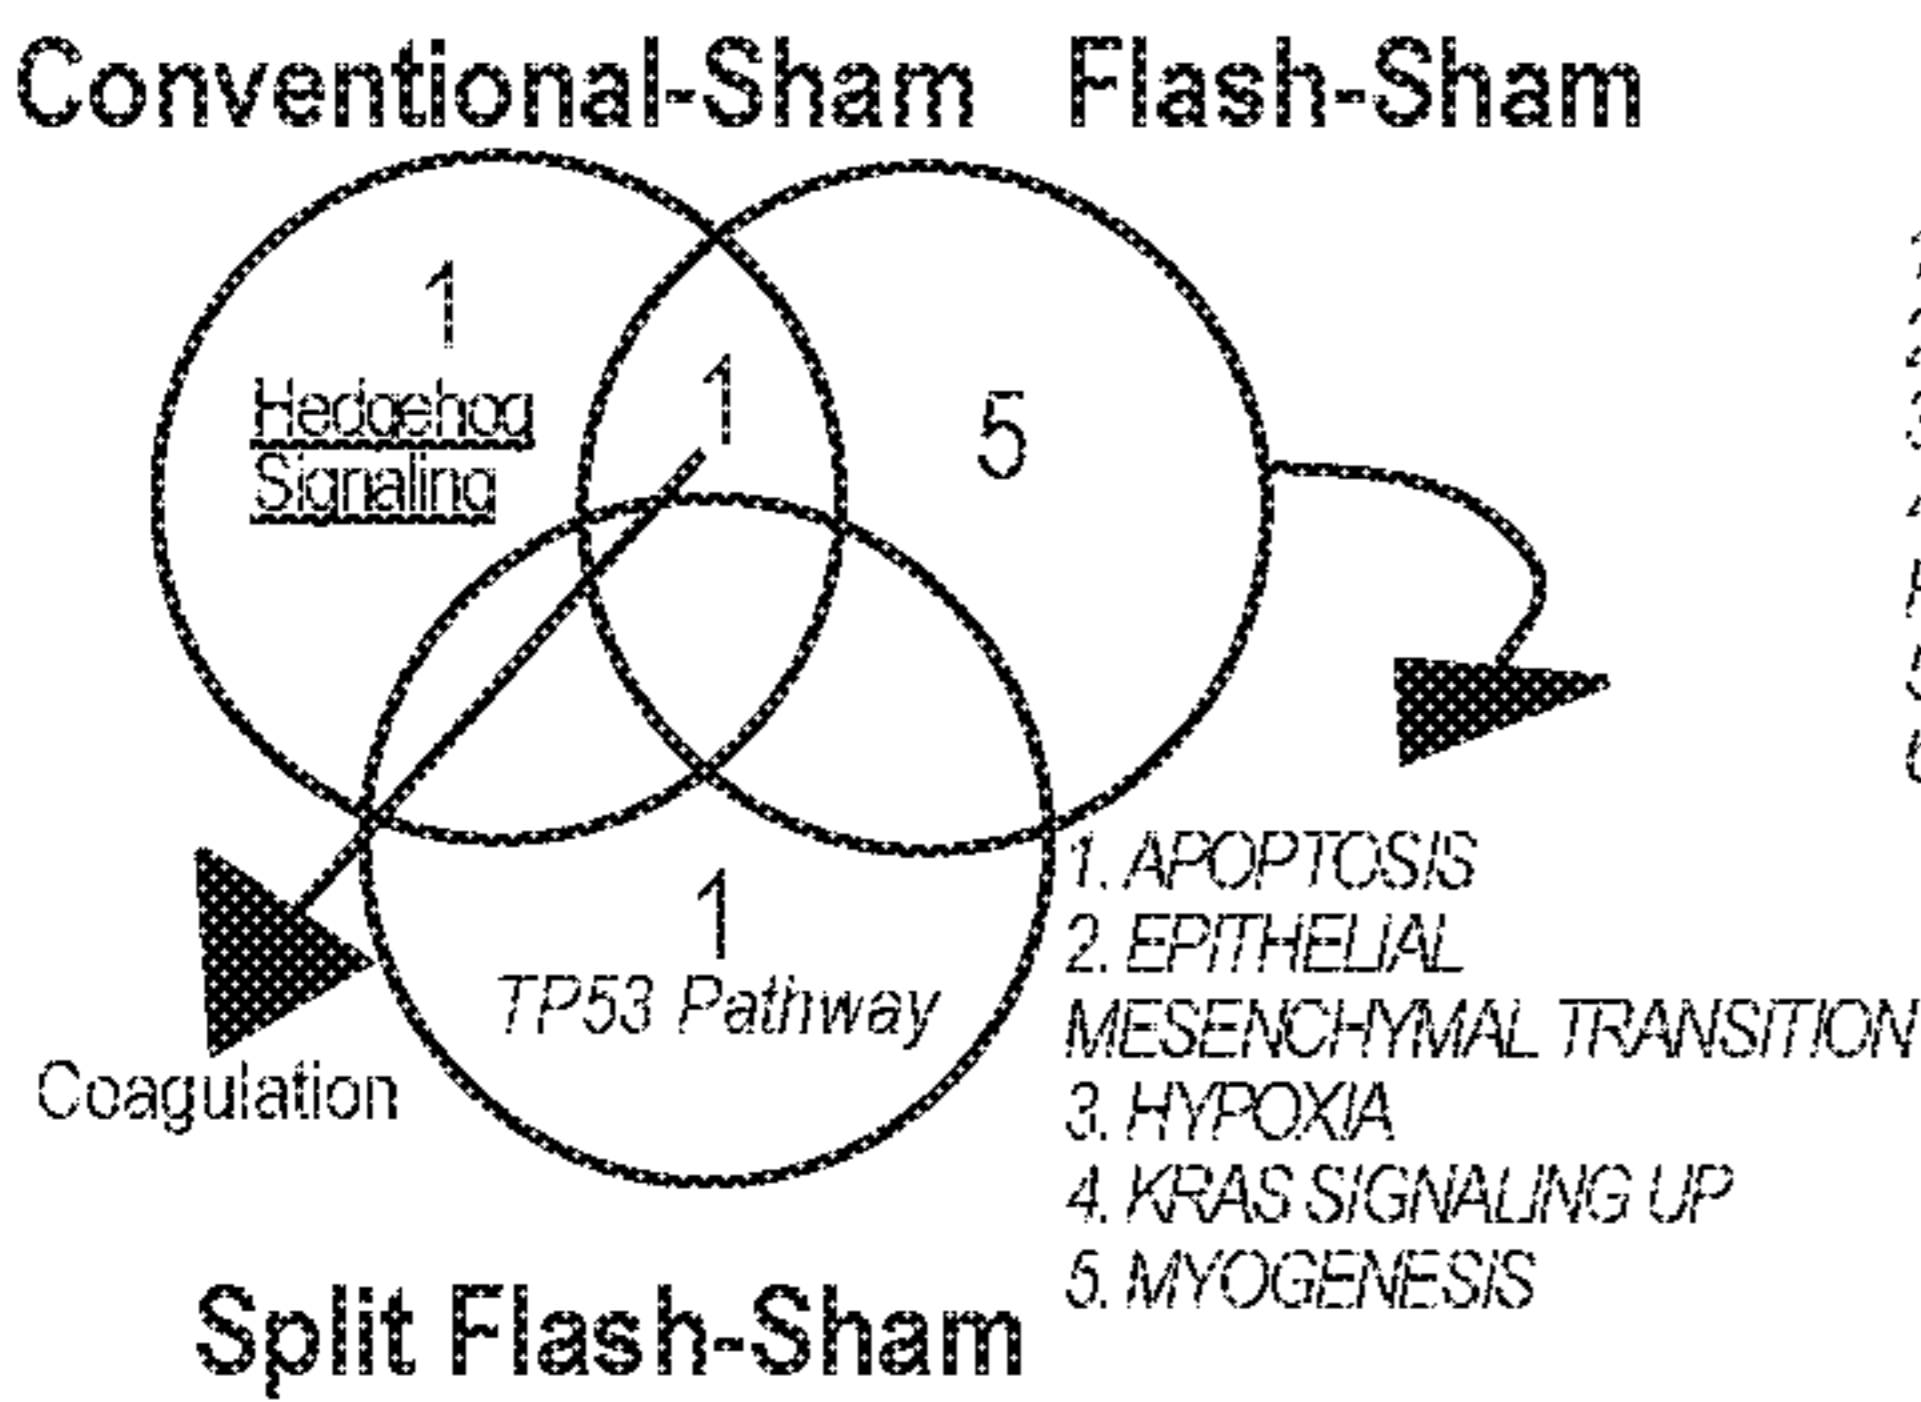 Conventional-Sham Flash-Sham
1
Hedgehog
Signaling
1
5
1
TP53 Pathway
Coagulation
1. APOPTOSIS
2. EPITHELIAL
MESENCHYMAL TRANSITION
3. HYPOXIA
4. KRAS SIGNALING UP
5. MYOGENESIS
Split Flash-Sham